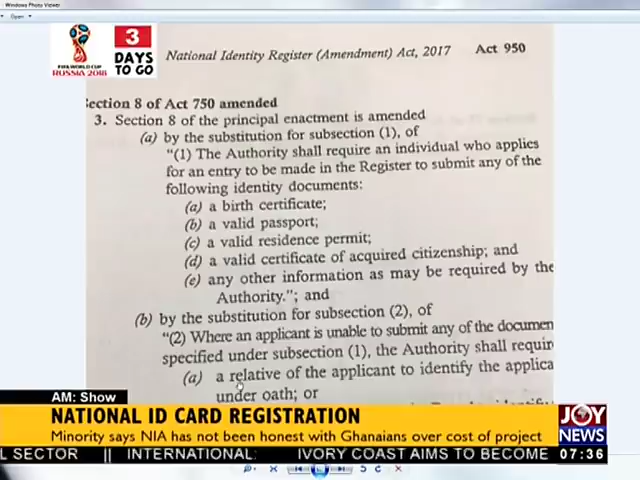 Windows Photo Viewer
Open
3
DAYS
TO GO
FIFA WORLD CUP
RUSSIA 2018
National Identity Register (Amendment) Act, 2017 Act 950
Section 8 of Act 750 amended
3. Section 8 of the principal enactment is amended
(a) by the substitution for subsection (1), of
"(1) The Authority shall require an individual who applies
for an entry to be made in the Register to submit any of the
following identity documents:
(a) a birth certificate;
(b) a valid passport;
(c) a valid residence permit;
(d) a valid certificate of acquired citizenship; and
(e) any other information as may be required by the
Authority."; and
(b) by the substitution for subsection (2), of
"(2) Where an applicant is unable to submit any of the documen
specified under subsection (1), the Authority shall requir
(a) a relative of the applicant to identify the applica
under oath; or
AM: Show
NATIONAL ID CARD REGISTRATION
Minority says NIA has not been honest with Ghanaians over cost of project
JOY
NEWS
L SECTOR || INTERNATIONAL: IVORY COAST AIMS TO BECOME
07:36